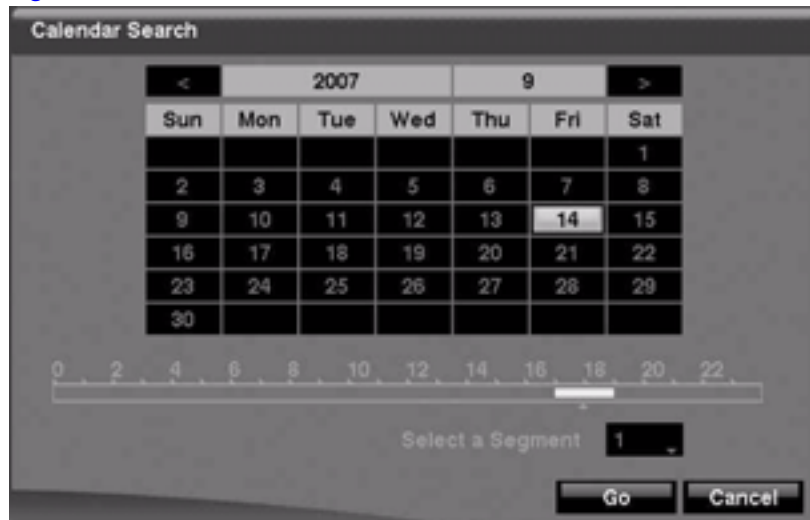 Calendar Search
< 2007 9 >
Sun Mon Tue Wed Thu Fri Sat
1
2 3 4 5 6 7 8
9 10 11 12 13 14 15
16 17 18 19 20 21 22
23 24 25 26 27 28 29
30
0 2 4 6 8 10 12 14 16 18 20 22
Select a Segment 1
Go Cancel